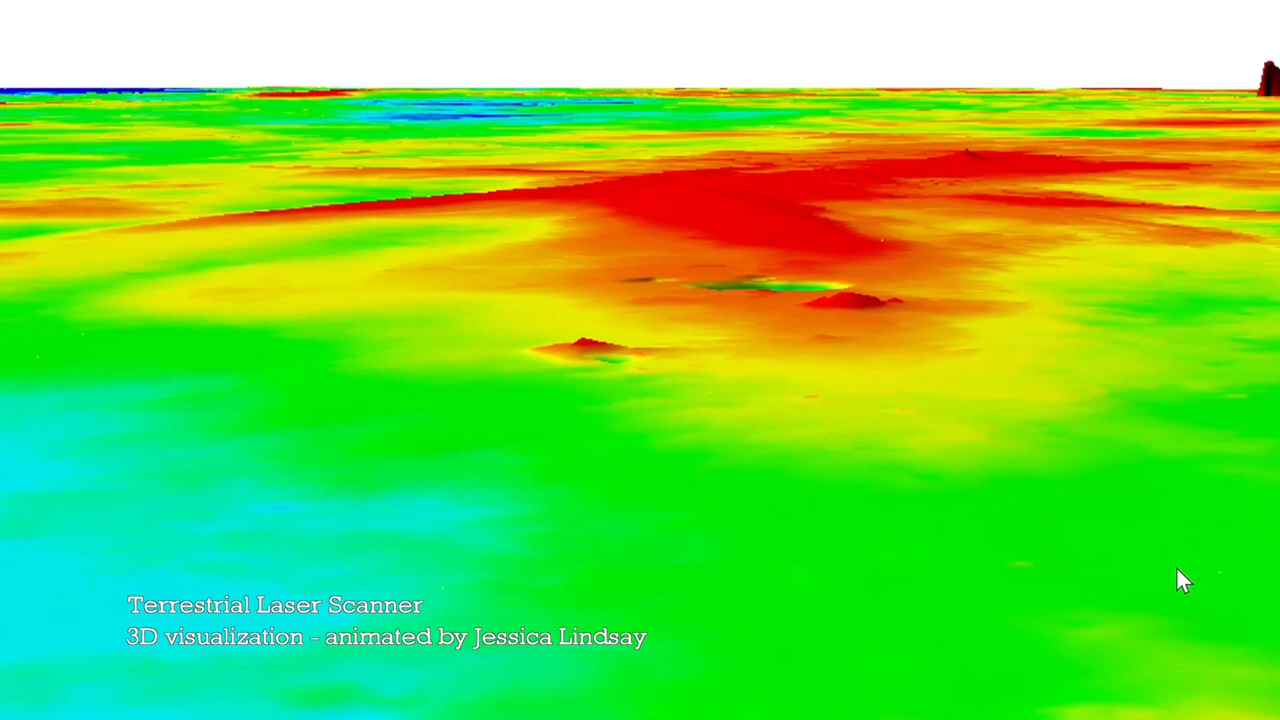 Terrestrial Laser Scanner
3D visualization - animated by Jessica Lindsay